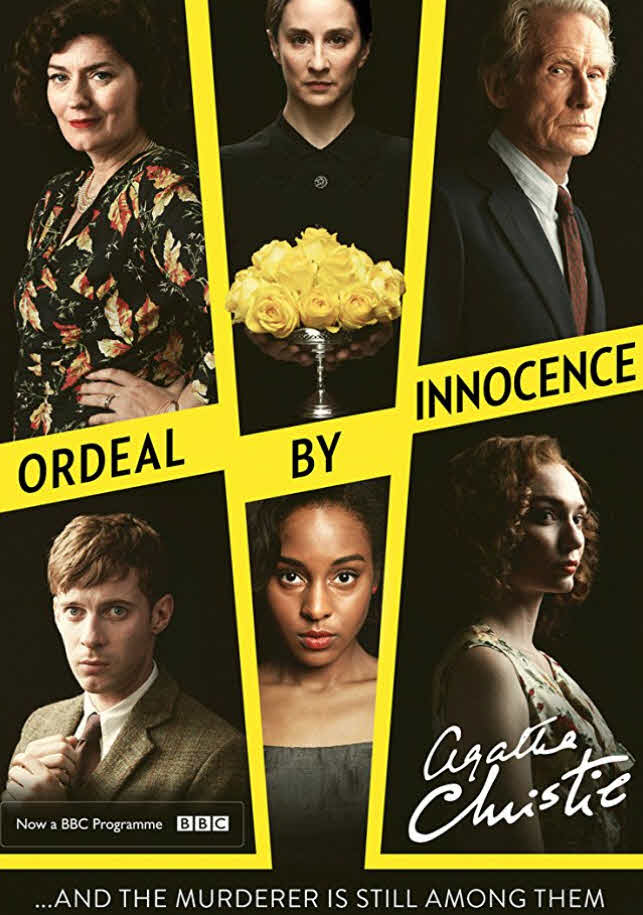 ORDEAL BY INNOCENCE
Agatha
Christie
Now a BBC Programme BBC
...AND THE MURDERER IS STILL AMONG THEM